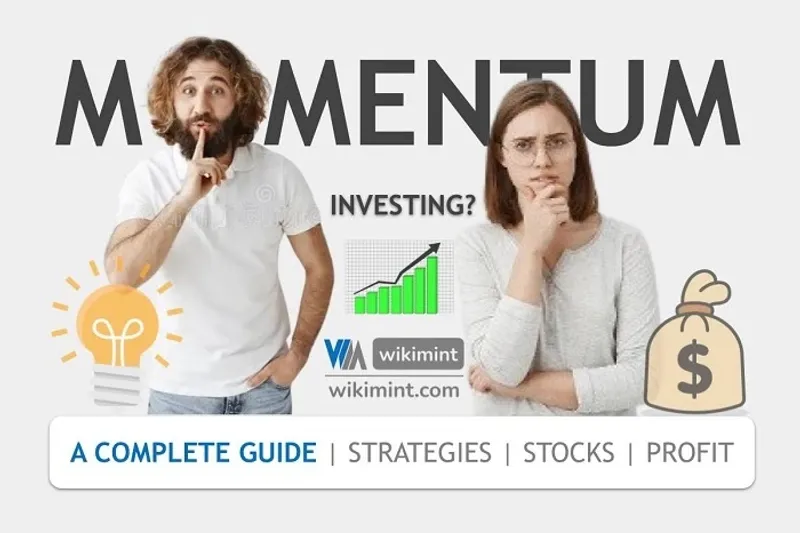 MOMENTUM
INVESTING?
wikimint
wikimint.com
$
A COMPLETE GUIDE | STRATEGIES | STOCKS | PROFIT